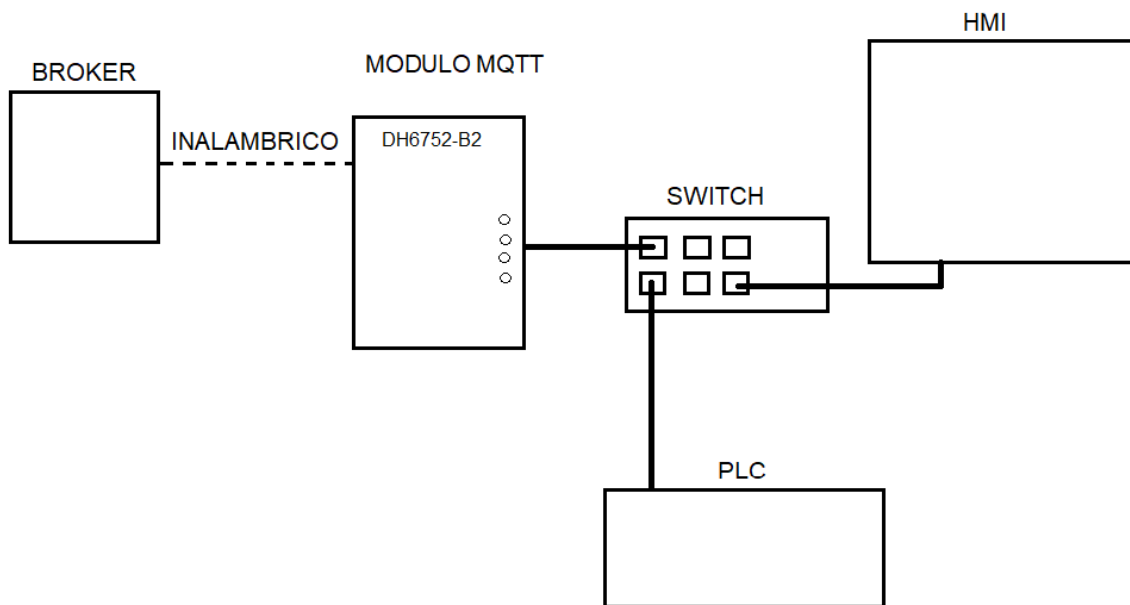 HMI
MODULO MQTT
BROKER
INALAMBRICO
DH6752-B2
SWITCH
PLC